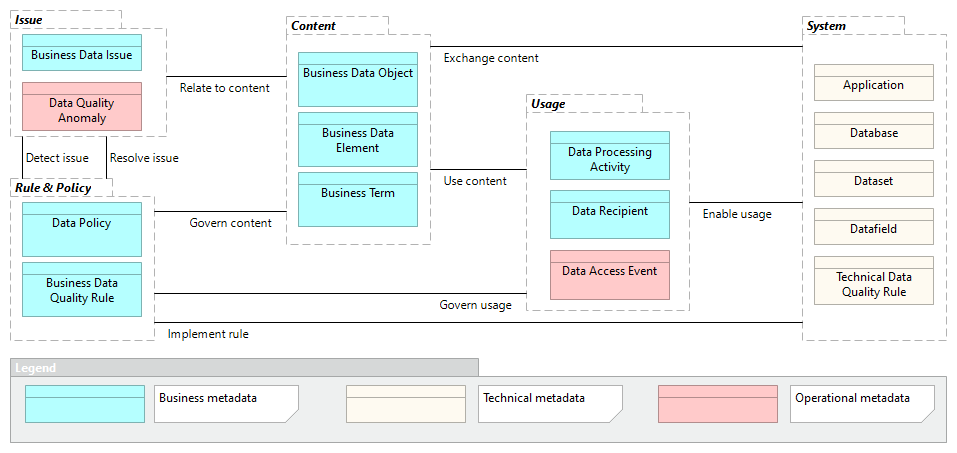 Issue
Business Data Issue
Data Quality
Anomaly
Detect issue
Resolve issue
Rule & Policy
Data Policy
Business Data
Quality Rule
Relate to content
Govern content
Content
Business Data Object
Business Data
Element
Business Term
Exchange content
Use content
Usage
Data Processing
Activity
Data Recipient
Data Access Event
Govern usage
Implement rule
Enable usage
System
Application
Database
Dataset
Datafield
Technical Data
Quality Rule
Legend
Business metadata
Technical metadata
Operational metadata